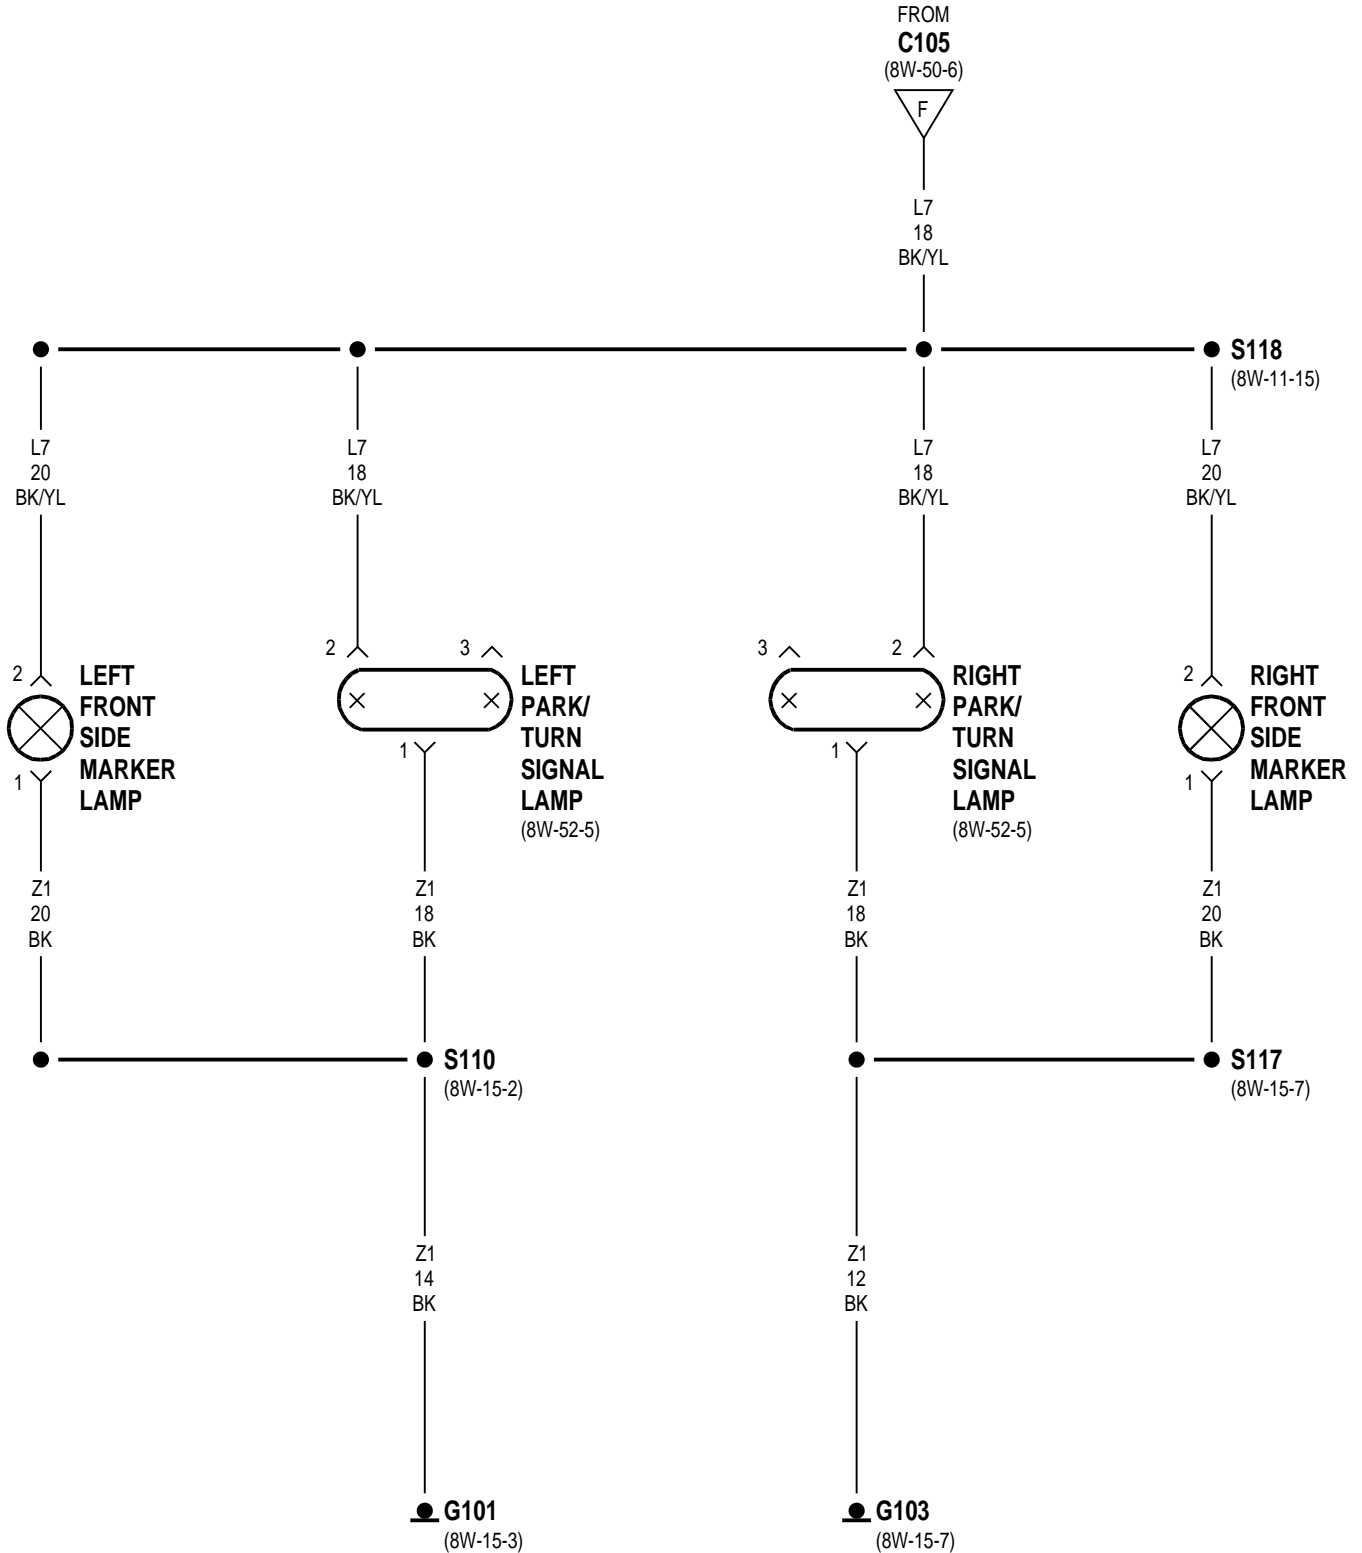 FROM
C105
(8W-50-6)
F
L7
18
BK/YL
S118
(8W-11-15)
L7
20
BK/YL
L7
18
BK/YL
L7
18
BK/YL
L7
20
BK/YL
2
LEFT
FRONT
SIDE
MARKER
LAMP
1
2
3
LEFT
PARK/
TURN
SIGNAL
LAMP
(8W-52-5)
1
3
2
RIGHT
PARK/
TURN
SIGNAL
LAMP
(8W-52-5)
1
2
RIGHT
FRONT
SIDE
MARKER
LAMP
1
Z1
20
BK
Z1
18
BK
Z1
18
BK
Z1
20
BK
S110
(8W-15-2)
S117
(8W-15-7)
Z1
14
BK
Z1
12
BK
G101
(8W-15-3)
G103
(8W-15-7)